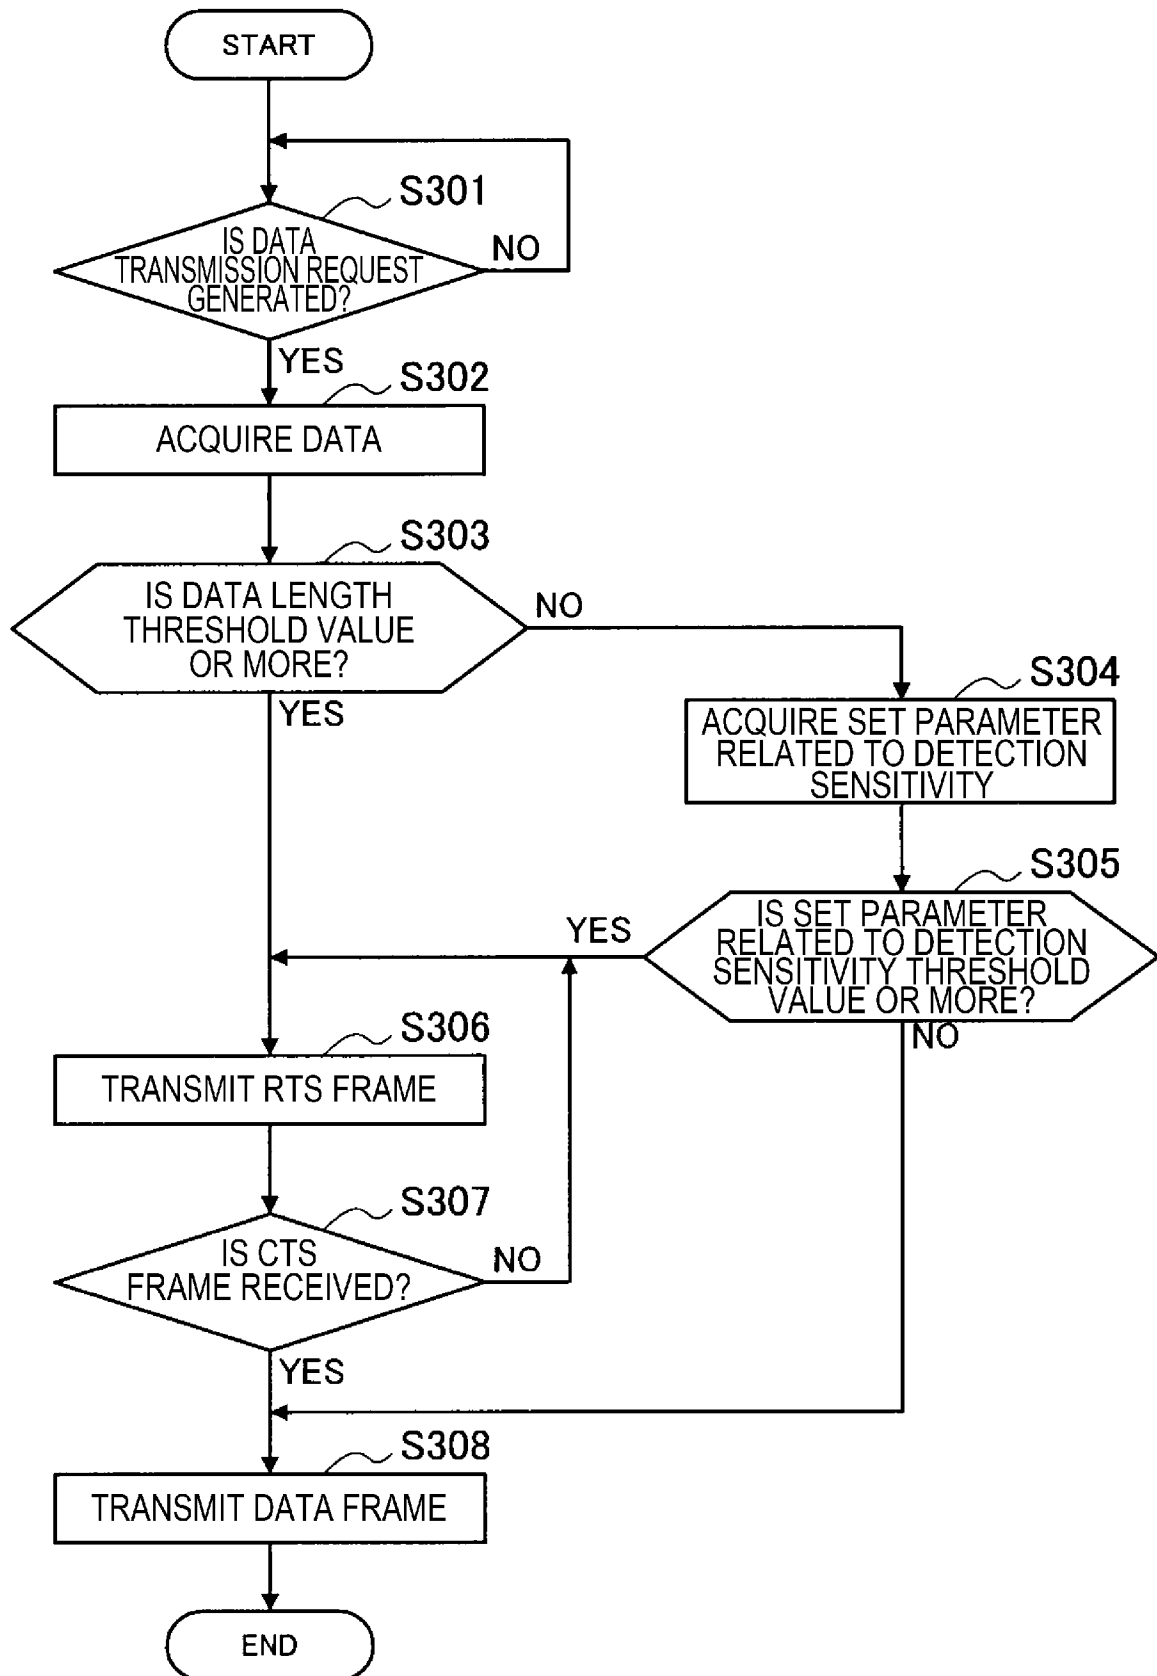 START
S301
IS DATA
TRANSMISSION REQUEST
GENERATED?
NO
YES
S302
ACQUIRE DATA
S303
IS DATA LENGTH
THRESHOLD VALUE
OR MORE?
NO
YES
S304
ACQUIRE SET PARAMETER
RELATED TO DETECTION
SENSITIVITY
S305
IS SET PARAMETER
RELATED TO DETECTION
SENSITIVITY THRESHOLD
VALUE OR MORE?
YES
NO
S306
TRANSMIT RTS FRAME
S307
IS CTS
FRAME RECEIVED?
NO
YES
S308
TRANSMIT DATA FRAME
END